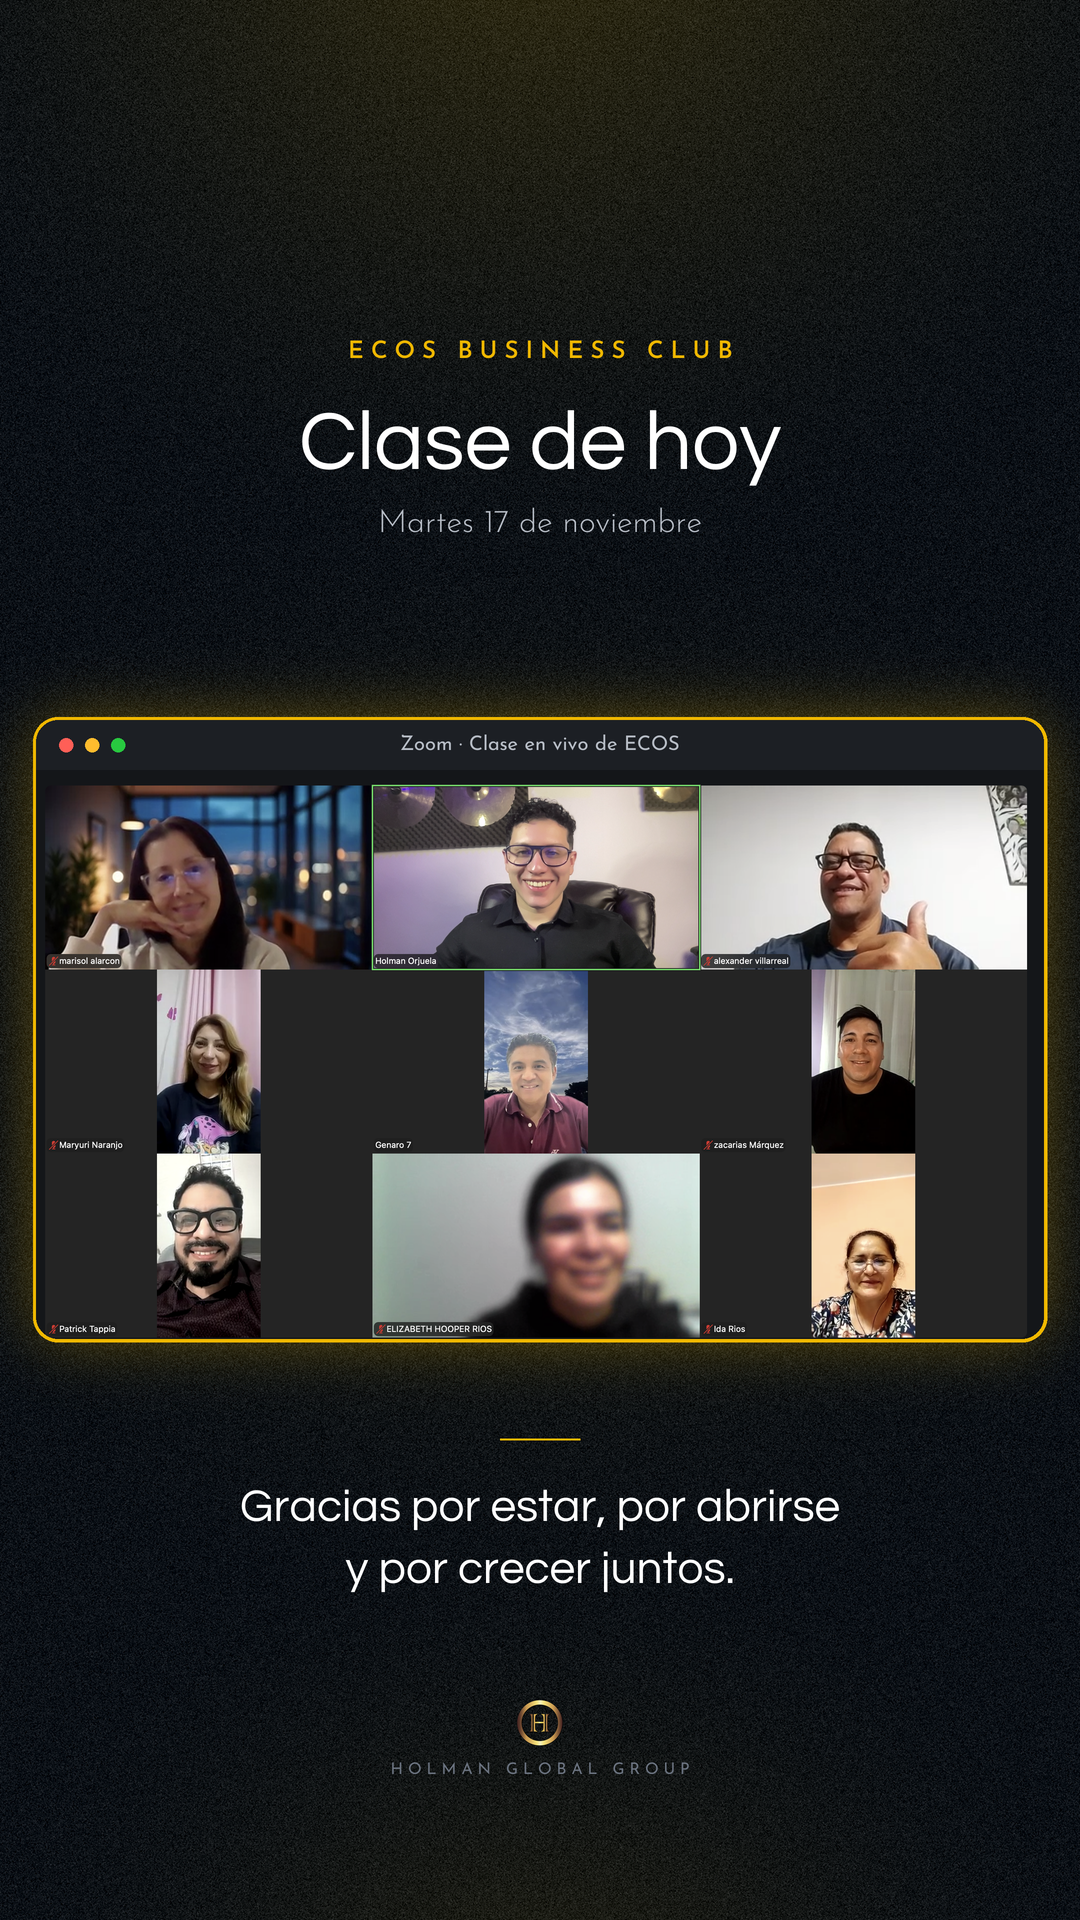 ECOS BUSINESS CLUB
Clase de hoy
Martes 17 de noviembre
Zoom · Clase en vivo de ECOS
marisol alarcon
Holman Orjuela
alexander villarreal
Maryuri Naranjo
Genaro 7
zacarias Márquez
Patrick Tappia
ELIZABETH HOOPER RIOS
Ida Rios
Gracias por estar, por abrirse
y por crecer juntos.
H
HOLMAN GLOBAL GROUP